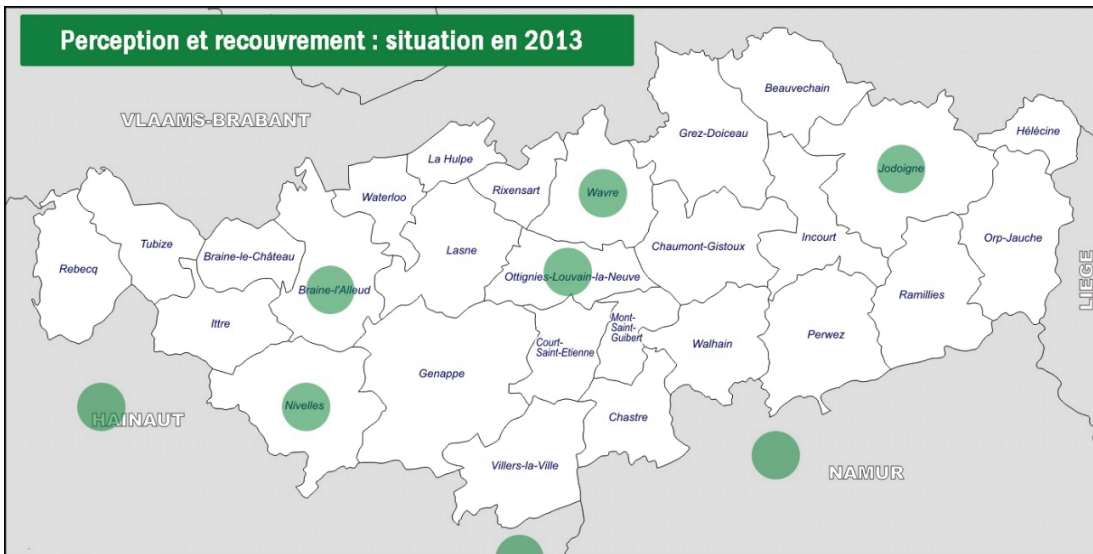 Perception et recouvrement : situation en 2013
Beauvechain
VLAAMS-BRABANT
Hélécine
Grez-Doiceau
La Hulpe
Jodoigne
Rixensart
Wavre
Waterloo
Incourt
Orp-Jauche
Tubize
Chaumont-Gistoux
Lasne
Braine-le-Château
Rebecq
Ottignies-Louvain-la-Neuve
LIEGE
Braine-l'Alleud
Ramillies
Ittre
Mont-
Saint-
Guibert
Perwez
Court-
Saint-Etienne
Walhain
Genappe
Nivelles
HAINAUT
Chastre
Villers-la-Ville
NAMUR